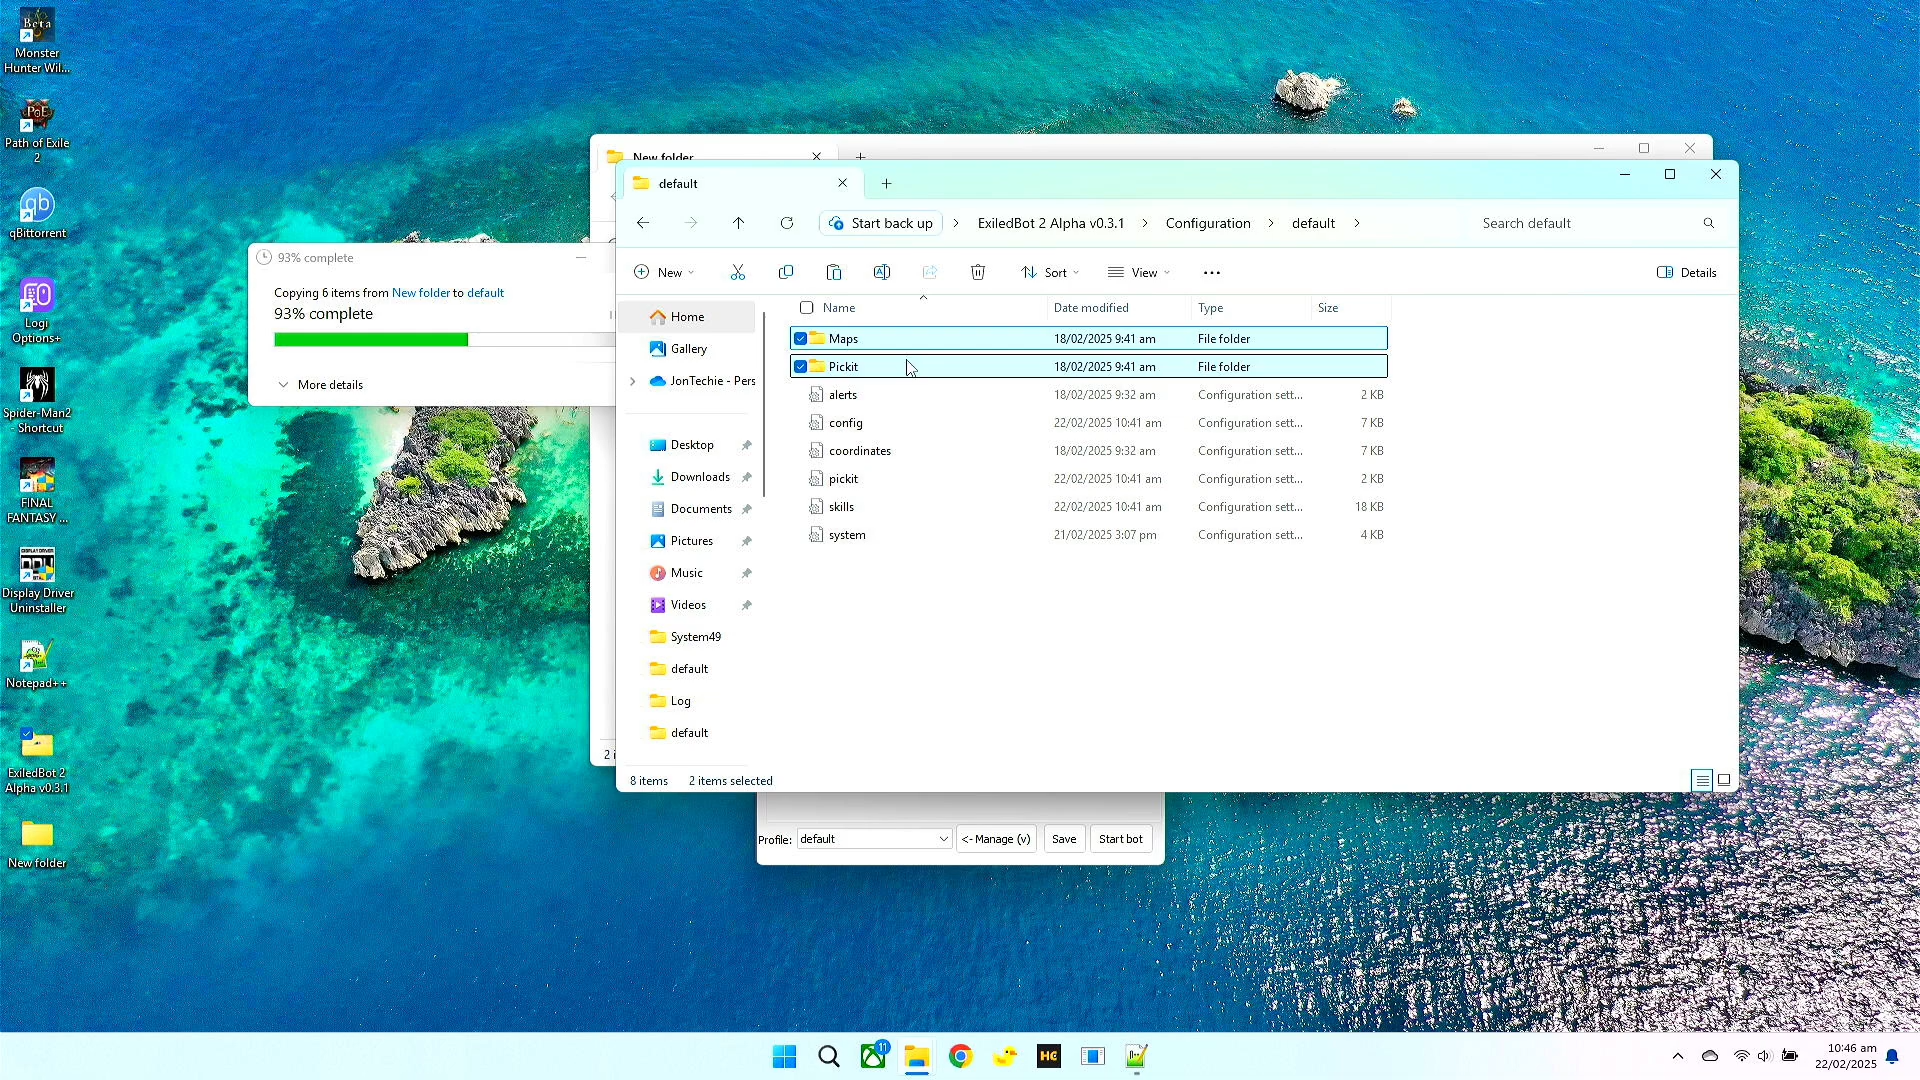 Beta
Monster
Hunter Wil...
PoE
Path of Exile
2
qb
qBittorrent
Logi
Options+
Spider-Man2
- Shortcut
FINAL
FANTASY ...
DISPLAY DRIVER
Display Driver
Uninstaller
Notepad++
ExiledBot 2
Alpha v0.3.1
New folder
93% complete
Copying 6 items from New folder to default
93% complete
More details
New folder
2 i
default
Start back up
ExiledBot 2 Alpha v0.3.1
Configuration
default
Search default
New
Sort
View
Details
Home
Gallery
JonTechie - Pers
Desktop
Downloads
Documents
Pictures
Music
Videos
System49
default
Log
default
Name Date modified Type Size
Maps 18/02/2025 9:41 am File folder
Pickit 18/02/2025 9:41 am File folder
alerts 18/02/2025 9:32 am Configuration sett... 2 KB
config 22/02/2025 10:41 am Configuration sett... 7 KB
coordinates 18/02/2025 9:32 am Configuration sett... 7 KB
pickit 22/02/2025 10:41 am Configuration sett... 2 KB
skills 22/02/2025 10:41 am Configuration sett... 18 KB
system 21/02/2025 3:07 pm Configuration sett... 4 KB
8 items 2 items selected
Profile: default <- Manage (v) Save Start bot
11
HC
10:46 am
22/02/2025